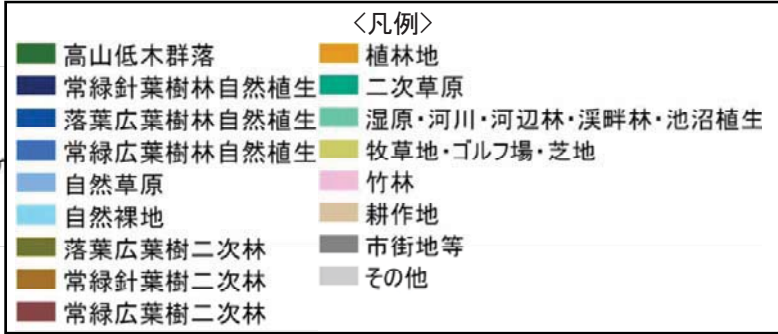 〈凡例〉
高山低木群落
常緑針葉樹林自然植生
落葉広葉樹林自然植生
常緑広葉樹林自然植生
自然草原
自然裸地
落葉広葉樹二次林
常緑針葉樹二次林
常緑広葉樹二次林
植林地
二次草原
湿原・河川・河辺林・渓畔林・池沼植生
牧草地・ゴルフ場・芝地
竹林
耕作地
市街地等
その他